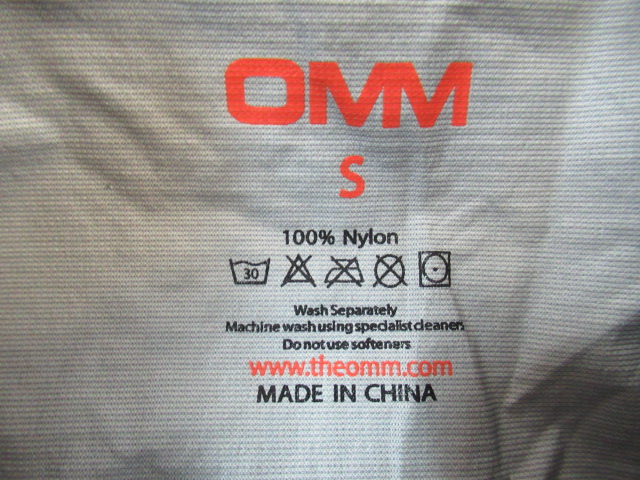 OMM
S
100% Nylon
30
Wash Separately
Machine wash using specialist cleaners
Do not use softeners
www.theomm.com
MADE IN CHINA